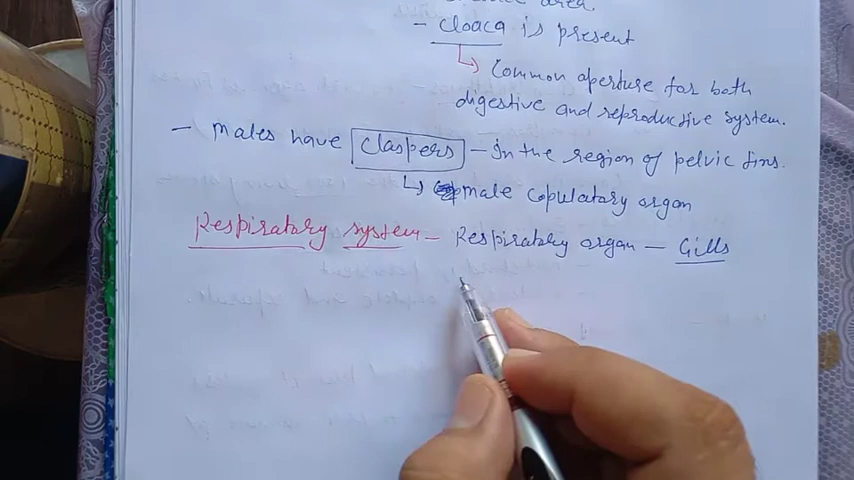 area.
- Cloaca is present
↳ Common aperture for both
digestive and reproductive system.
- Males have Claspers - in the region of pelvic fins.
↳ male copulatory organ
Respiratory system - Respiratory organ - Gills